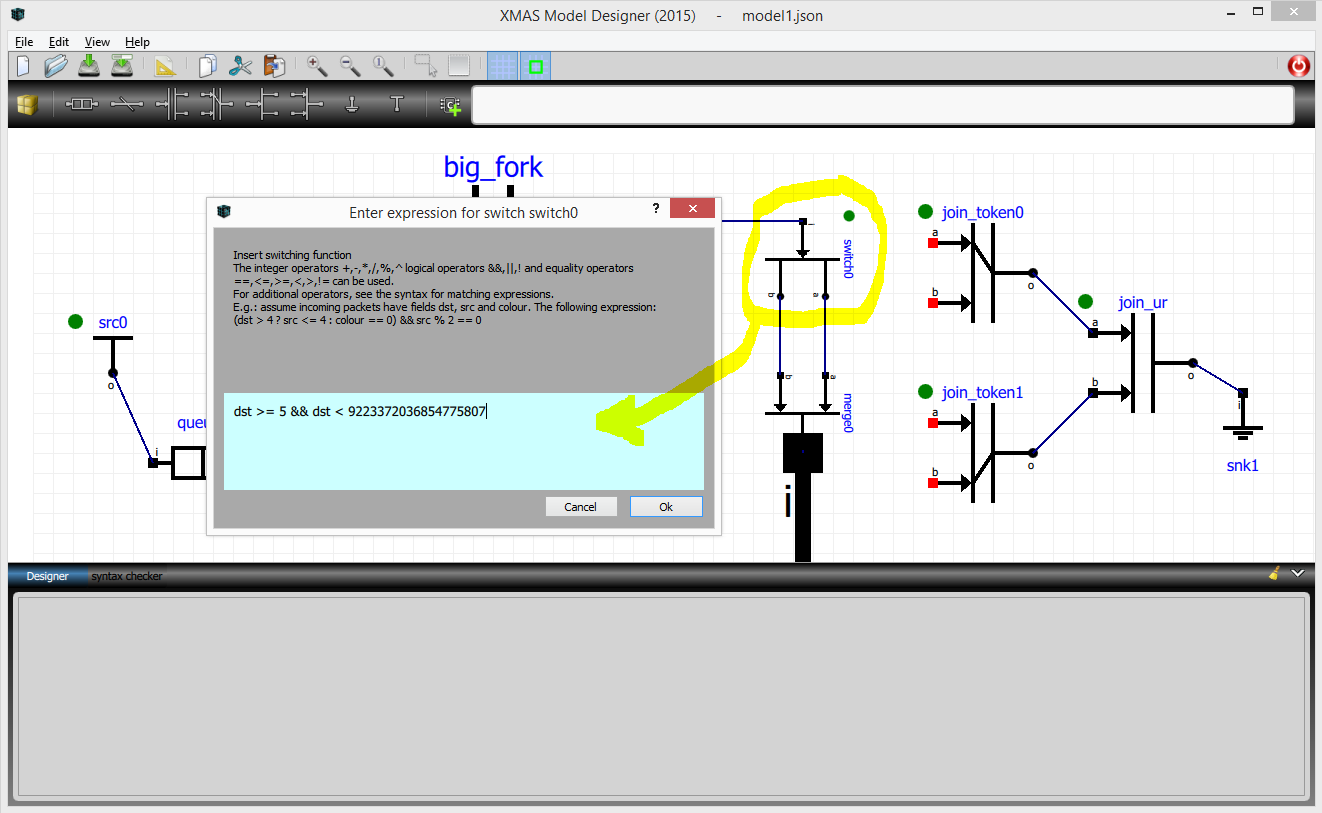 XMAS Model Designer (2015) - model1.json
File Edit View Help
big_fork
Enter expression for switch switch0
?
Insert switching function
The integer operators +,-,*,/,%,^ logical operators &&,||,! and equality operators
==,<=,>=,<,>,!= can be used.
For additional operators, see the syntax for matching expressions.
E.g.: assume incoming packets have fields dst, src and colour. The following expression:
(dst > 4 ? src <= 4 : colour == 0) && src % 2 == 0
dst >= 5 && dst < 9223372036854775807
Cancel Ok
src0
o
i
i
switch0
b a
b a
merge0
i
join_token0
a
b
o
join_ur
a
b
o
join_token1
a
b
o
i
snk1
Designer syntax checker